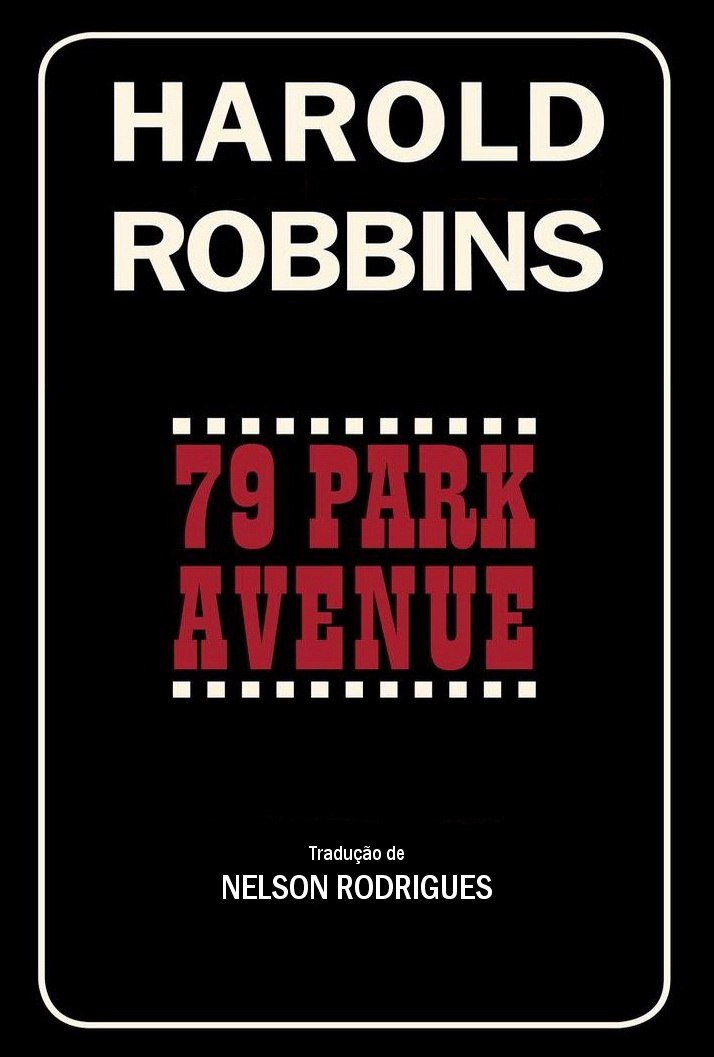 HAROLD
ROBBINS
79 PARK
AVENUE
Tradução de
NELSON RODRIGUES